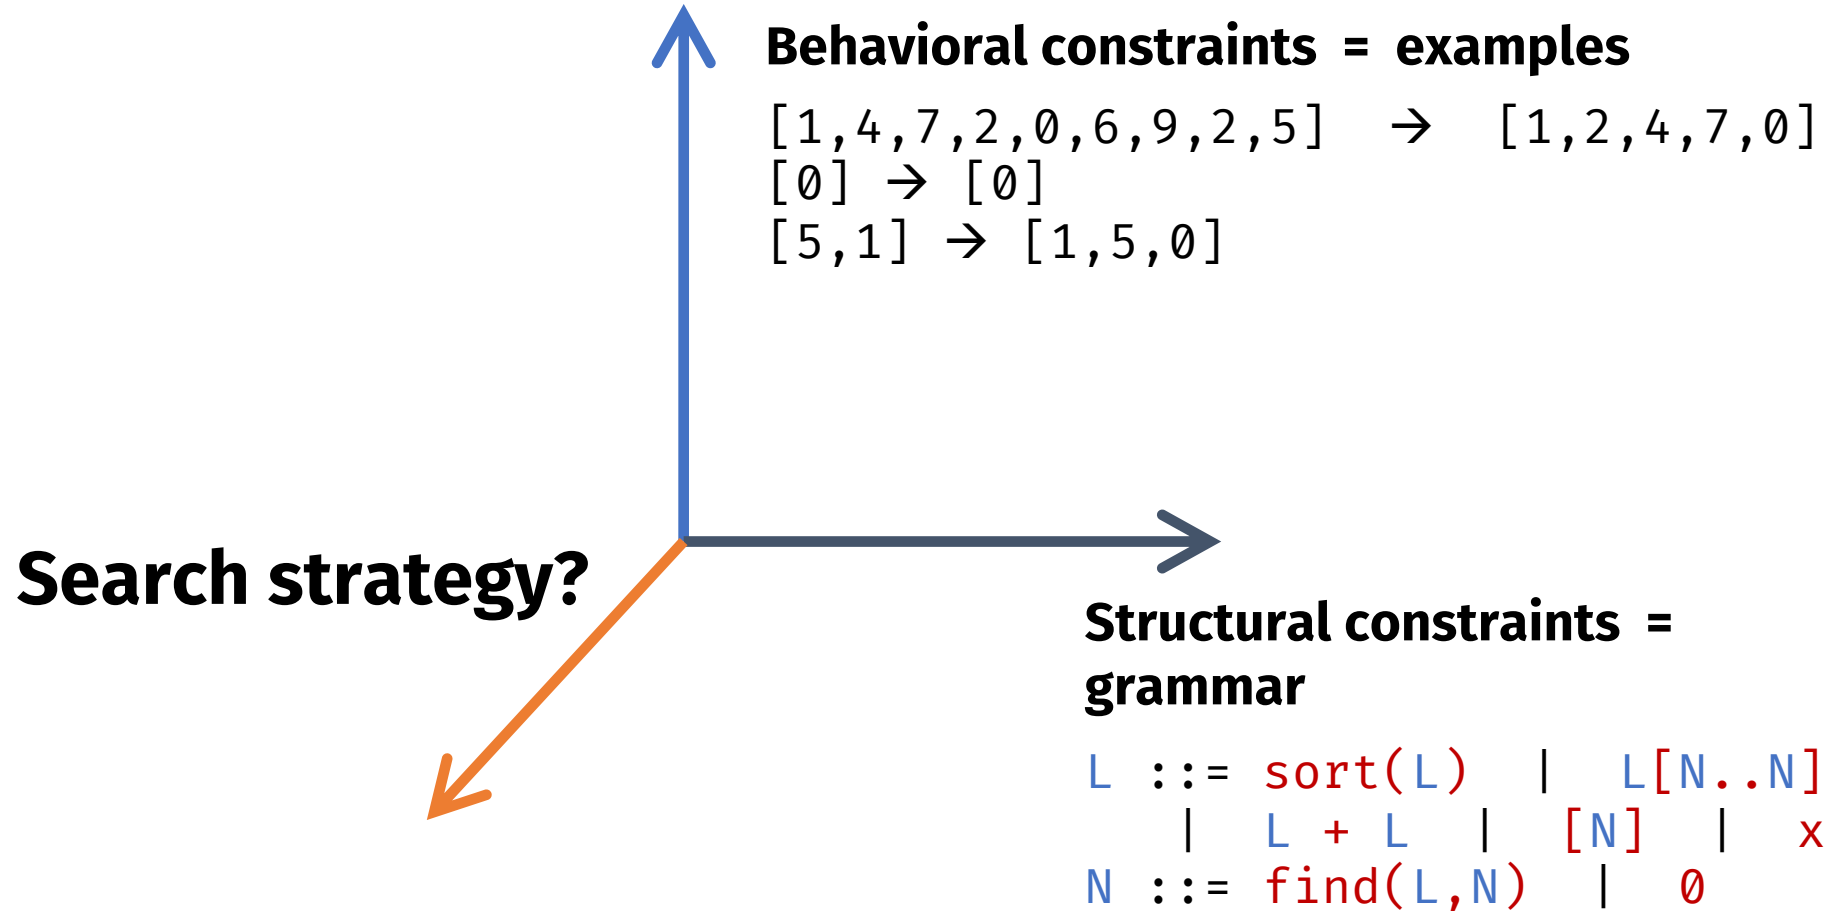 Behavioral constraints = examples
[1,4,7,2,0,6,9,2,5] → [1,2,4,7,0]
[0] → [0]
[5,1] → [1,5,0]
Search strategy?
Structural constraints =
grammar
L ::= sort(L) | L[N..N]
| L + L | [N] | x
N ::= find(L,N) | 0